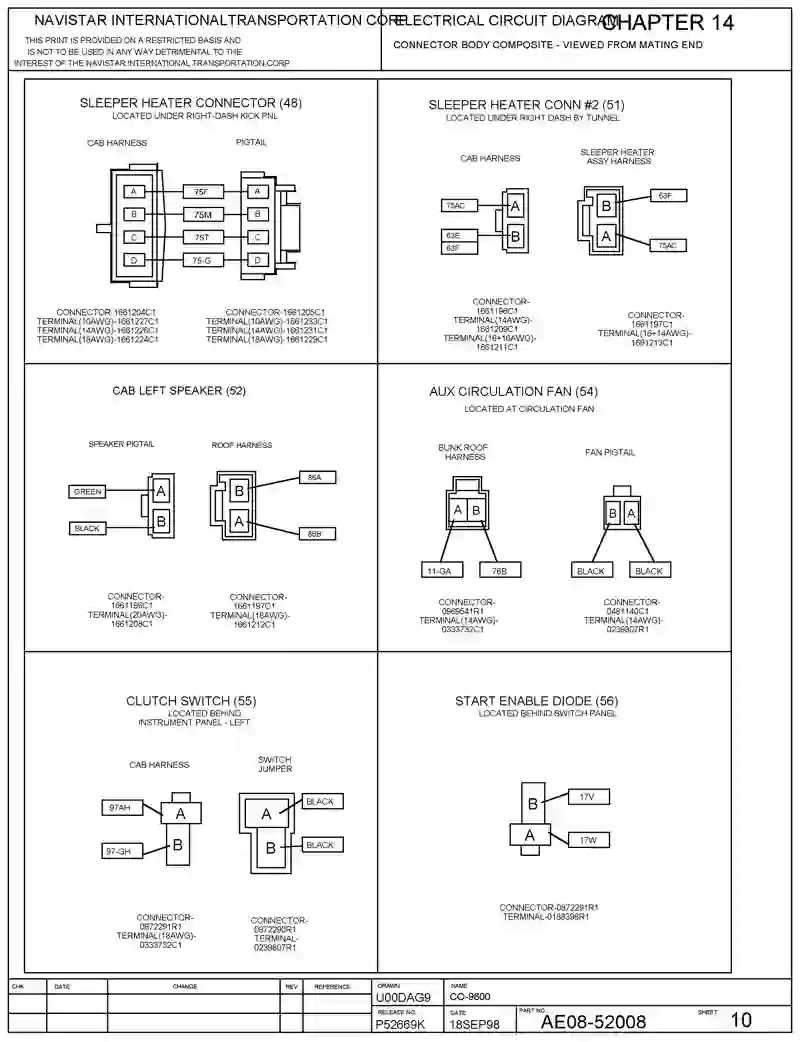 NAVISTAR INTERNATIONALTRANSPORTATION CORP
ELECTRICAL CIRCUIT DIAGRAM
CHAPTER 14
THIS PRINT IS PROVIDED ON A RESTRICTED BASIS AND
IS NOT TO BE USED IN ANY WAY DETRIMENTAL TO THE
INTEREST OF THE NAVISTAR INTERNATIONAL TRANSPORTATION CORP
CONNECTOR BODY COMPOSITE - VIEWED FROM MATING END
SLEEPER HEATER CONNECTOR (48)
LOCATED UNDER RIGHT-DASH KICK PNL
CAB HARNESS
PIGTAIL
A 75F A
B 75M B
C 75T C
D 75-G D
CONNECTOR-1661204C1
TERMINAL(10AWG)-1661227C1
TERMINAL(14AWG)-1661226C1
TERMINAL(18AWG)-1661224C1
CONNECTOR-1661205C1
TERMINAL(10AWG)-1661233C1
TERMINAL(14AWG)-1661231C1
TERMINAL(18AWG)-1661229C1
SLEEPER HEATER CONN #2 (51)
LOCATED UNDER RIGHT DASH BY TUNNEL
CAB HARNESS
SLEEPER HEATER
ASSY HARNESS
75AC A
63E B
63F
B 63F
A 75AC
CONNECTOR-
1661196C1
TERMINAL(14AWG)-
1661209C1
TERMINAL(16+16AWG)-
1661211C1
CONNECTOR-
1661197C1
TERMINAL(16+14AWG)-
1661213C1
CAB LEFT SPEAKER (52)
SPEAKER PIGTAIL
ROOF HARNESS
GREEN A
BLACK B
B 86A
A 86B
CONNECTOR-
1661196C1
TERMINAL(20AWG)-
1661208C1
CONNECTOR-
1661197C1
TERMINAL(18AWG)-
1661212C1
AUX CIRCULATION FAN (54)
LOCATED AT CIRCULATION FAN
BUNK ROOF
HARNESS
FAN PIGTAIL
A B
11-GA 76B
B A
BLACK BLACK
CONNECTOR-
0969541R1
TERMINAL(14AWG)-
0333732C1
CONNECTOR-
0481140C1
TERMINAL(14AWG)-
0239807R1
CLUTCH SWITCH (55)
LOCATED BEHIND
INSTRUMENT PANEL - LEFT
CAB HARNESS
SWITCH
JUMPER
97AH A
97-GH B
A BLACK
B BLACK
CONNECTOR-
0872291R1
TERMINAL(18AWG)-
0333732C1
CONNECTOR-
0872290R1
TERMINAL-
0239807R1
START ENABLE DIODE (56)
LOCATED BEHIND SWITCH PANEL
B 17V
A 17W
CONNECTOR-0872291R1
TERMINAL-0188396R1
CHK DATE CHANGE REV REFERENCE
DRAWN
U00DAG9
NAME
CO-9800
RELEASE NO.
P52669K
DATE
18SEP98
PART NO.
AE08-52008
SHEET
10